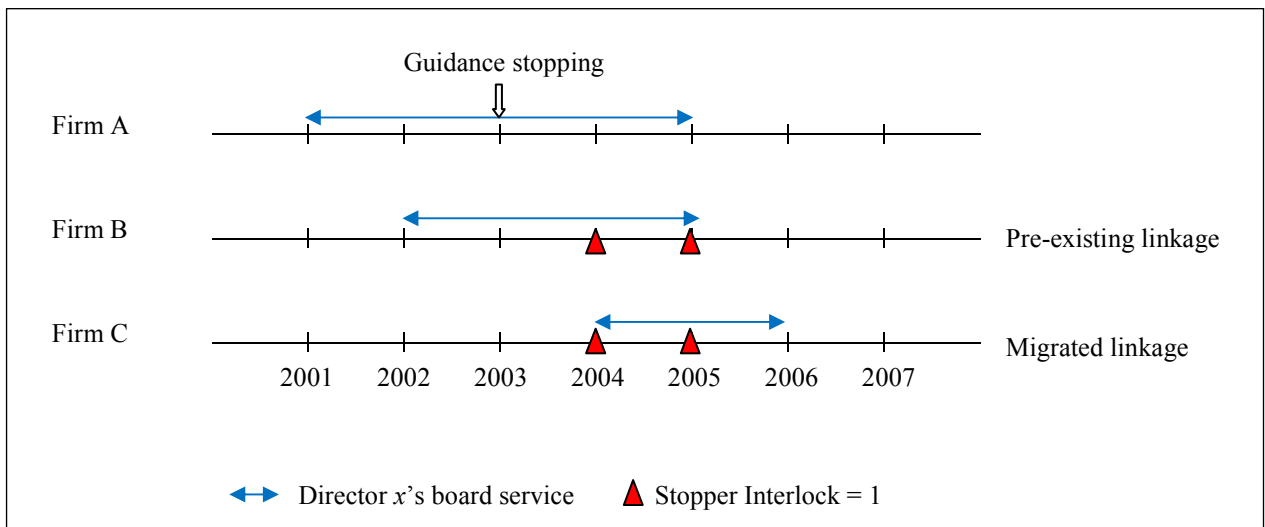 Guidance stopping
Firm A
Firm B
Pre-existing linkage
Firm C
Migrated linkage
2001 2002 2003 2004 2005 2006 2007
Director x's board service
Stopper Interlock = 1